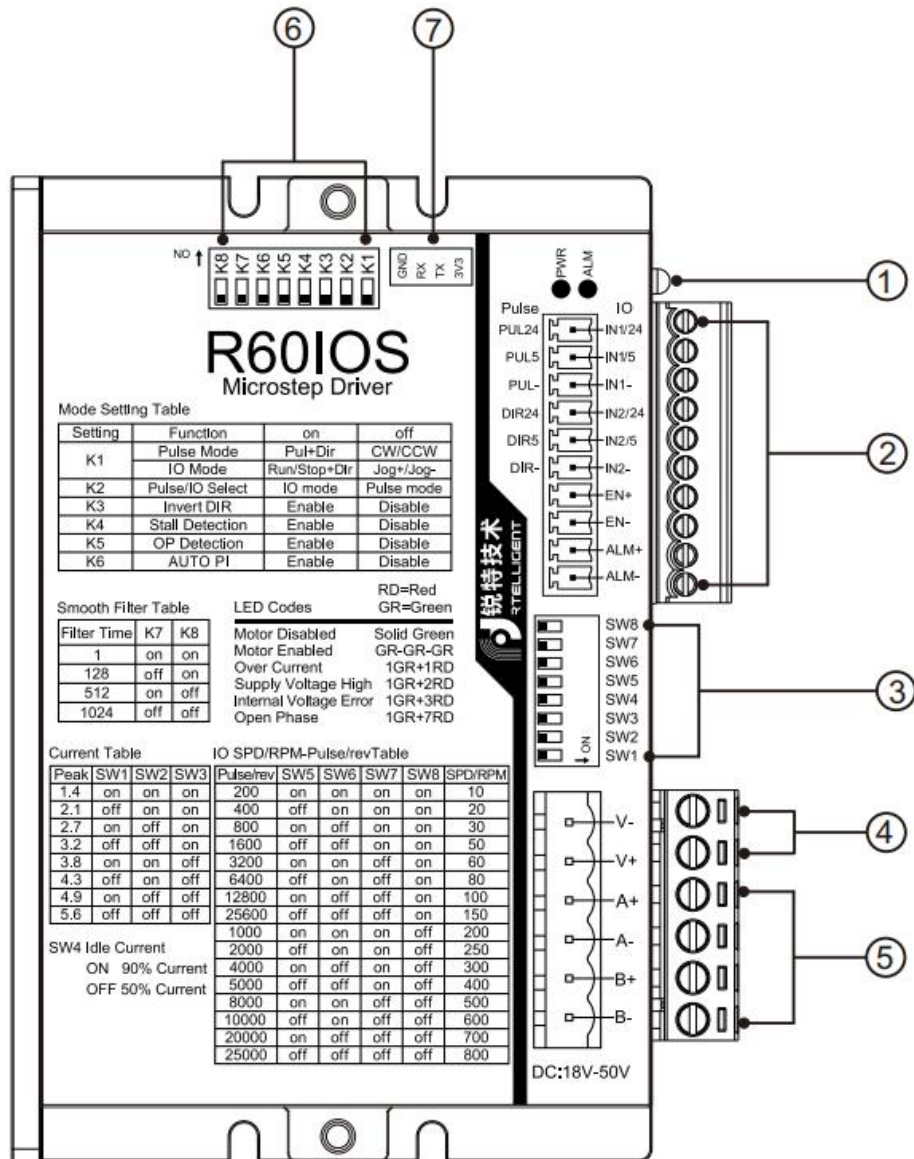 ⑥ ⑦
NO ↑
K8 K7 K6 K5 K4 K3 K2 K1
GND RX TX 3V3
PWR ALM
①
R60IOS
Microstep Driver
Mode Setting Table
Setting Function on off
K1 Pulse Mode Pul+Dir CW/CCW
IO Mode Run/Stop+Dir Jog+/Jog-
K2 Pulse/IO Select IO mode Pulse mode
K3 Invert DIR Enable Disable
K4 Stall Detection Enable Disable
K5 OP Detection Enable Disable
K6 AUTO PI Enable Disable
Smooth Filter Table
Filter Time K7 K8
1 on on
128 off on
512 on off
1024 off off
RD=Red
LED Codes GR=Green
Motor Disabled Solid Green
Motor Enabled GR-GR-GR
Over Current 1GR+1RD
Supply Voltage High 1GR+2RD
Internal Voltage Error 1GR+3RD
Open Phase 1GR+7RD
Current Table
Peak SW1 SW2 SW3
1.4 on on on
2.1 off on on
2.7 on off on
3.2 off off on
3.8 on on off
4.3 off on off
4.9 on off off
5.6 off off off
SW4 Idle Current
ON 90% Current
OFF 50% Current
IO SPD/RPM-Pulse/revTable
Pulse/rev SW5 SW6 SW7 SW8 SPD/RPM
200 on on on on 10
400 off on on on 20
800 on off on on 30
1600 off off on on 50
3200 on on off on 60
6400 off on off on 80
12800 on off off on 100
25600 off off off on 150
1000 on on on off 200
2000 off on on off 250
4000 on off on off 300
5000 off off on off 400
8000 on on off off 500
10000 off on off off 600
20000 on off off off 700
25000 off off off off 800
锐特技术
RTELLIGENT
Pulse IO
PUL24 IN1/24
PUL5 IN1/5
PUL- IN1-
DIR24 IN2/24
DIR5 IN2/5
DIR- IN2-
EN+
EN-
ALM+
ALM-
②
SW8
SW7
SW6
SW5
SW4
SW3
SW2
SW1
↓ ON
③
V-
V+
A+
A-
B+
B-
④
⑤
DC:18V-50V